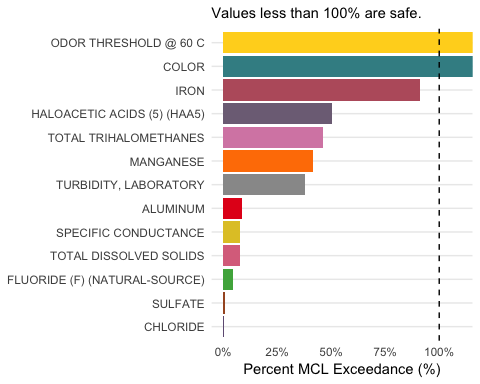 Values less than 100% are safe.
ODOR THRESHOLD @ 60 C
COLOR
IRON
HALOACETIC ACIDS (5) (HAA5)
TOTAL TRIHALOMETHANES
MANGANESE
TURBIDITY, LABORATORY
ALUMINUM
SPECIFIC CONDUCTANCE
TOTAL DISSOLVED SOLIDS
FLUORIDE (F) (NATURAL-SOURCE)
SULFATE
CHLORIDE
0% 25% 50% 75% 100%
Percent MCL Exceedance (%)